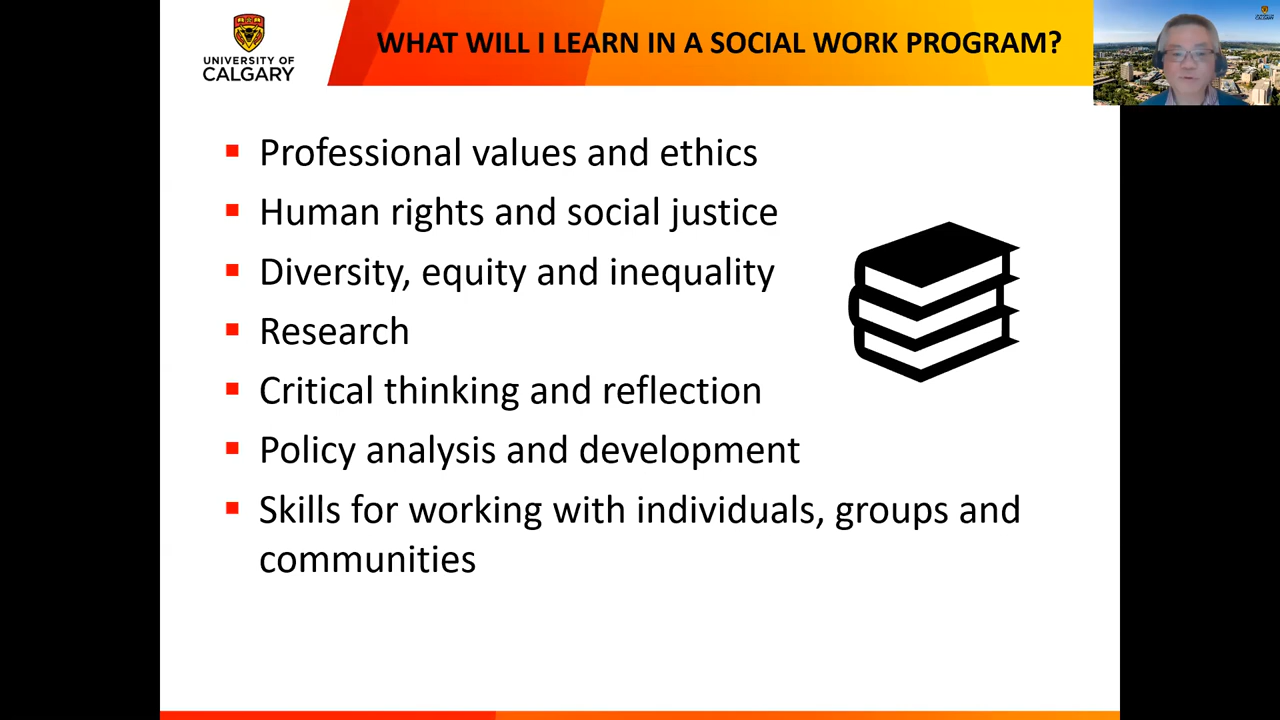 UNIVERSITY OF
CALGARY
WHAT WILL I LEARN IN A SOCIAL WORK PROGRAM?
Professional values and ethics
Human rights and social justice
Diversity, equity and inequality
Research
Critical thinking and reflection
Policy analysis and development
Skills for working with individuals, groups and
communities